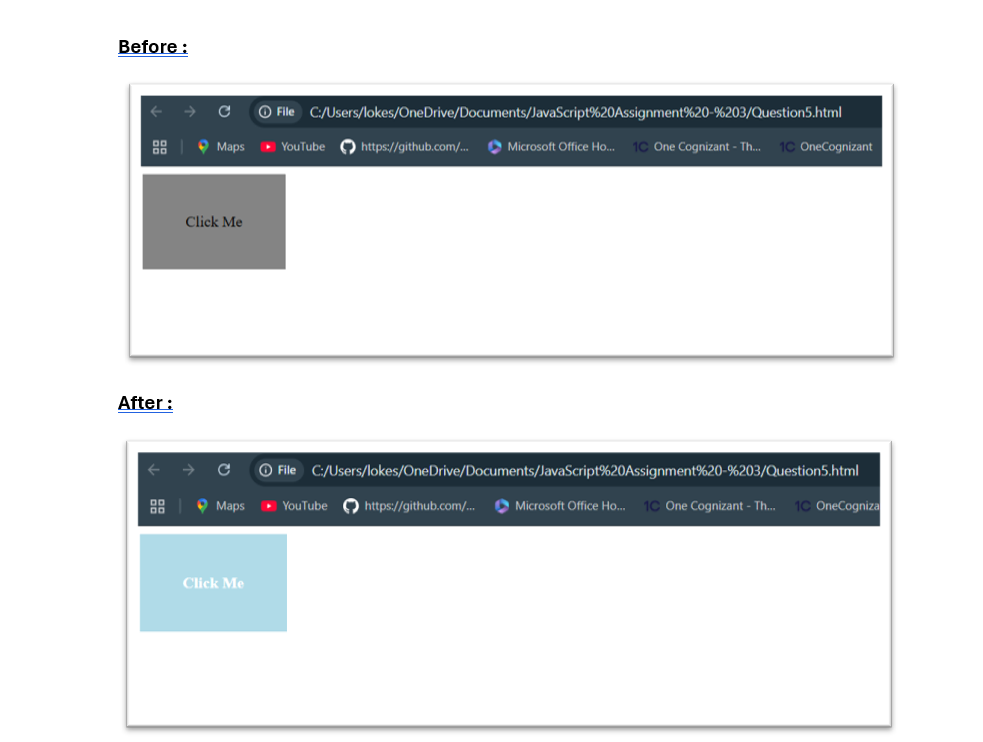 Before :
File C:/Users/lokes/OneDrive/Documents/JavaScript%20Assignment%20-%203/Question5.html
Maps YouTube https://github.com/... Microsoft Office Ho... 1C One Cognizant - Th... 1C OneCognizant
Click Me
After :
File C:/Users/lokes/OneDrive/Documents/JavaScript%20Assignment%20-%203/Question5.html
Maps YouTube https://github.com/... Microsoft Office Ho... 1C One Cognizant - Th... 1C OneCogniza
Click Me